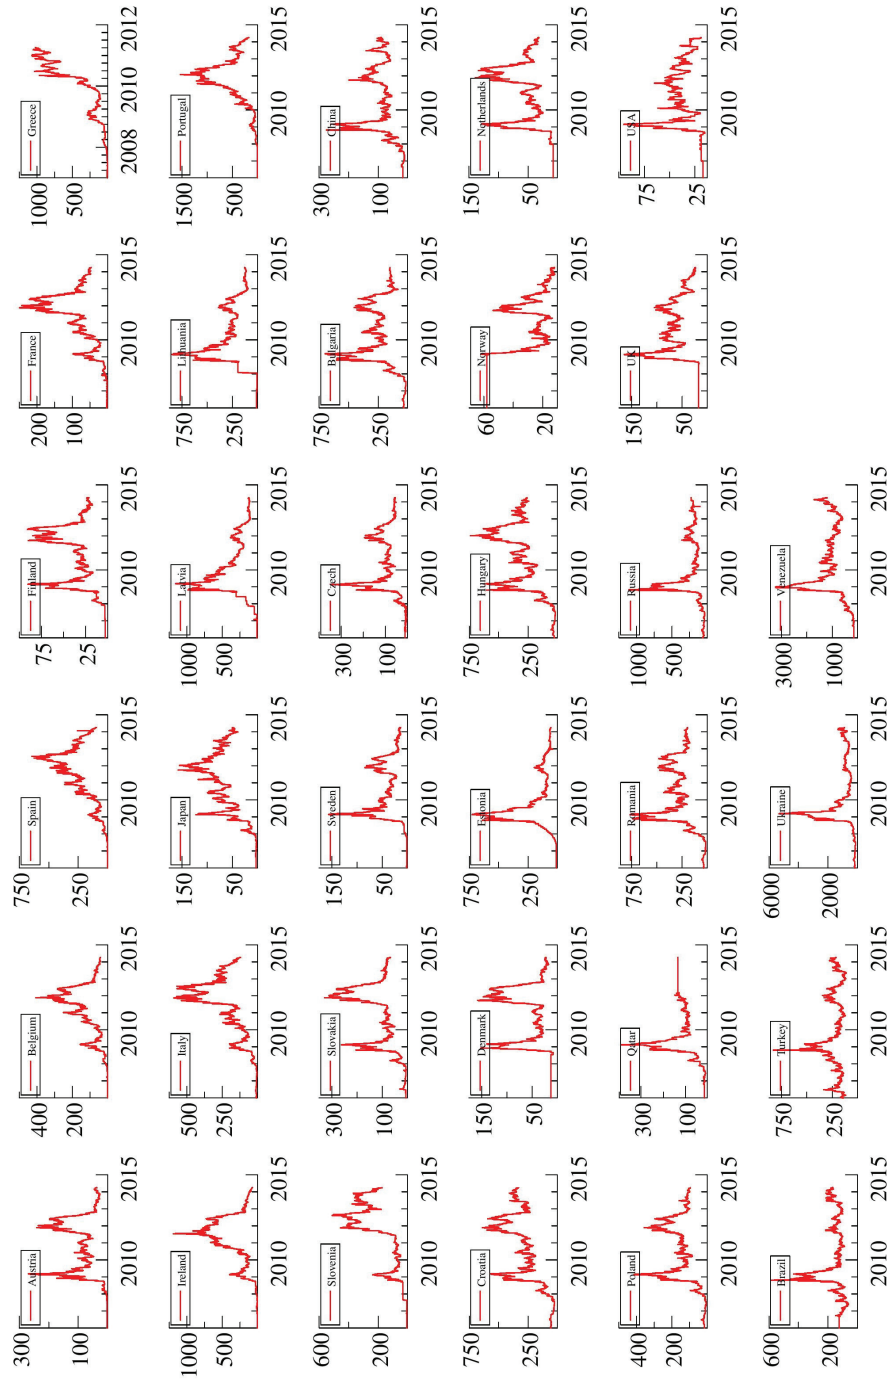 Austria Belgium Spain Finland France Greece
300 400 750 75 200 1000
100 200 250 25 100 500
2010 2015 2010 2015 2010 2015 2010 2015 2010 2015 2008 2010 2012
Ireland Italy Japan Latvia Lithuania Portugal
1000 500 150 1000 750 1500
500 250 50 500 250 500
2010 2015 2010 2015 2010 2015 2010 2015 2010 2015 2010 2015
Slovenia Slovakia Sweden Czech Bulgaria China
600 300 150 300 750 300
200 100 50 100 250 100
2010 2015 2010 2015 2010 2015 2010 2015 2010 2015 2010 2015
Croatia Denmark Estonia Hungary Norway Netherlands
750 150 750 750 60 150
250 50 250 250 20 50
2010 2015 2010 2015 2010 2015 2010 2015 2010 2015 2010 2015
Poland Qatar Romania Russia UK USA
400 300 750 1000 150 75
200 100 250 500 50 25
2010 2015 2010 2015 2010 2015 2010 2015 2010 2015 2010 2015
Brazil Turkey Ukraine Venezuela
600 750 6000 3000
200 250 2000 1000
2010 2015 2010 2015 2010 2015 2010 2015